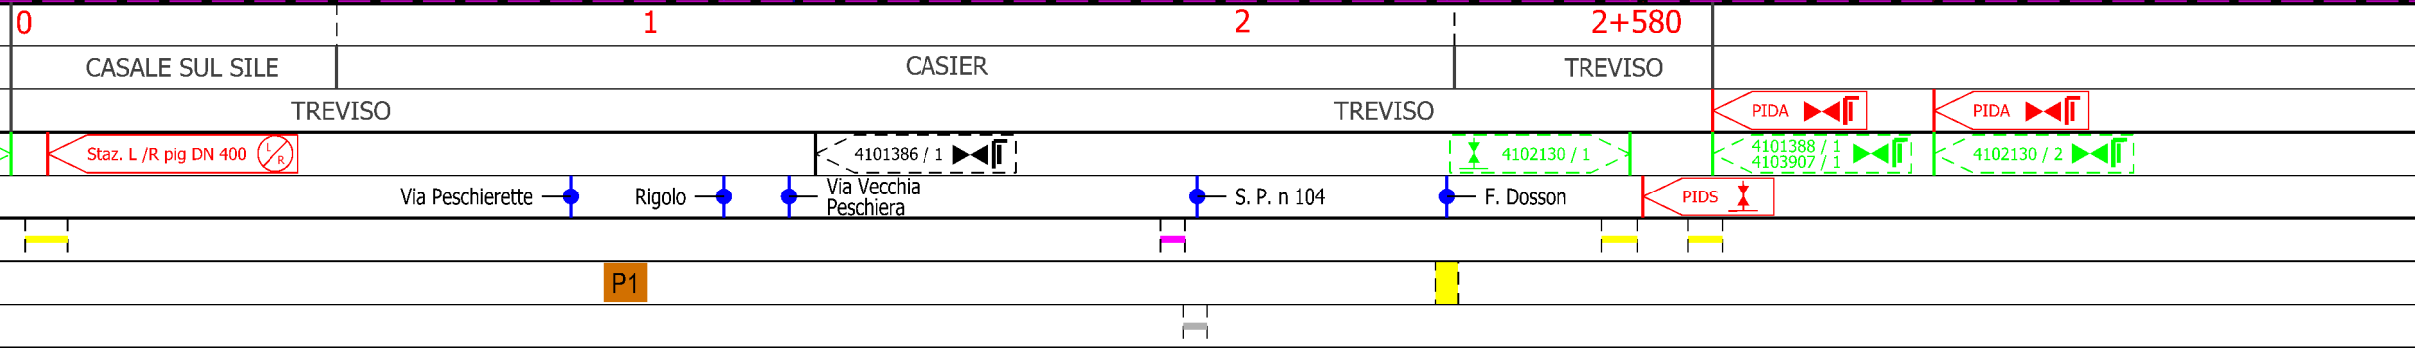 0 1 2 2+580
CASALE SUL SILE CASIER TREVISO
TREVISO TREVISO PIDA PIDA
Staz. L /R pig DN 400 L R 4101386 / 1 4102130 / 1 4101388 / 1 4102130 / 2
4103907 / 1
Via Peschierette Rigolo Via Vecchia S. P. n 104 F. Dosson PIDS
Peschiera
P1